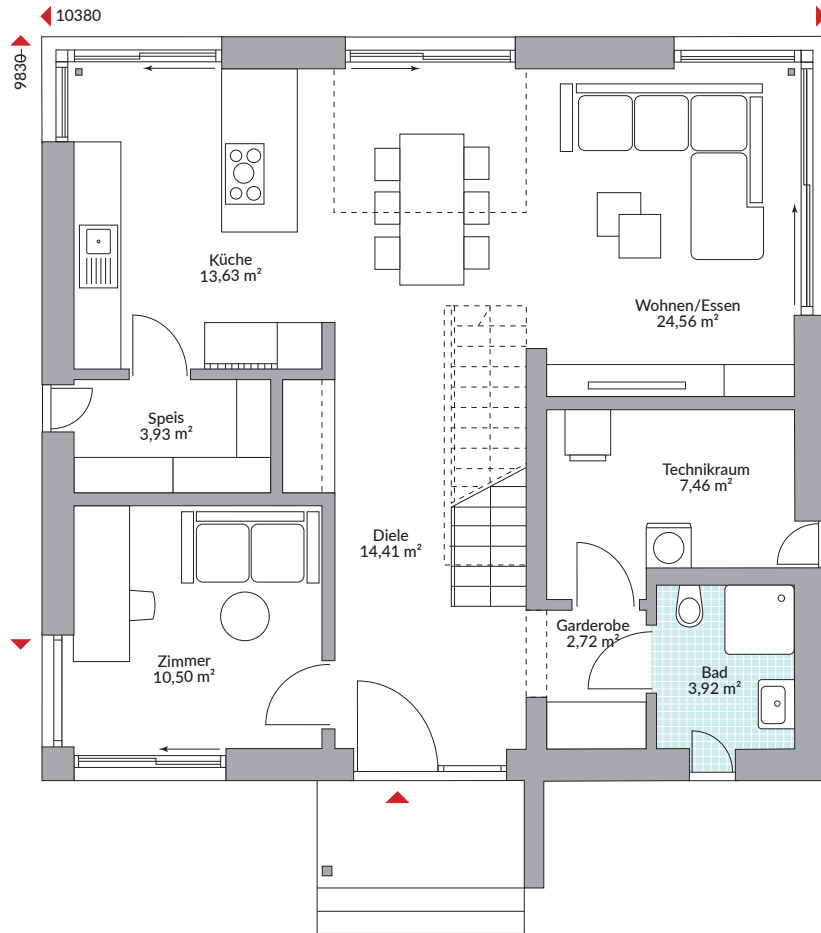 10380
9830
Küche
13,63 m²
Wohnen/Essen
24,56 m²
Speis
3,93 m²
Technikraum
7,46 m²
Diele
14,41 m²
Garderobe
2,72 m²
Zimmer
10,50 m²
Bad
3,92 m²